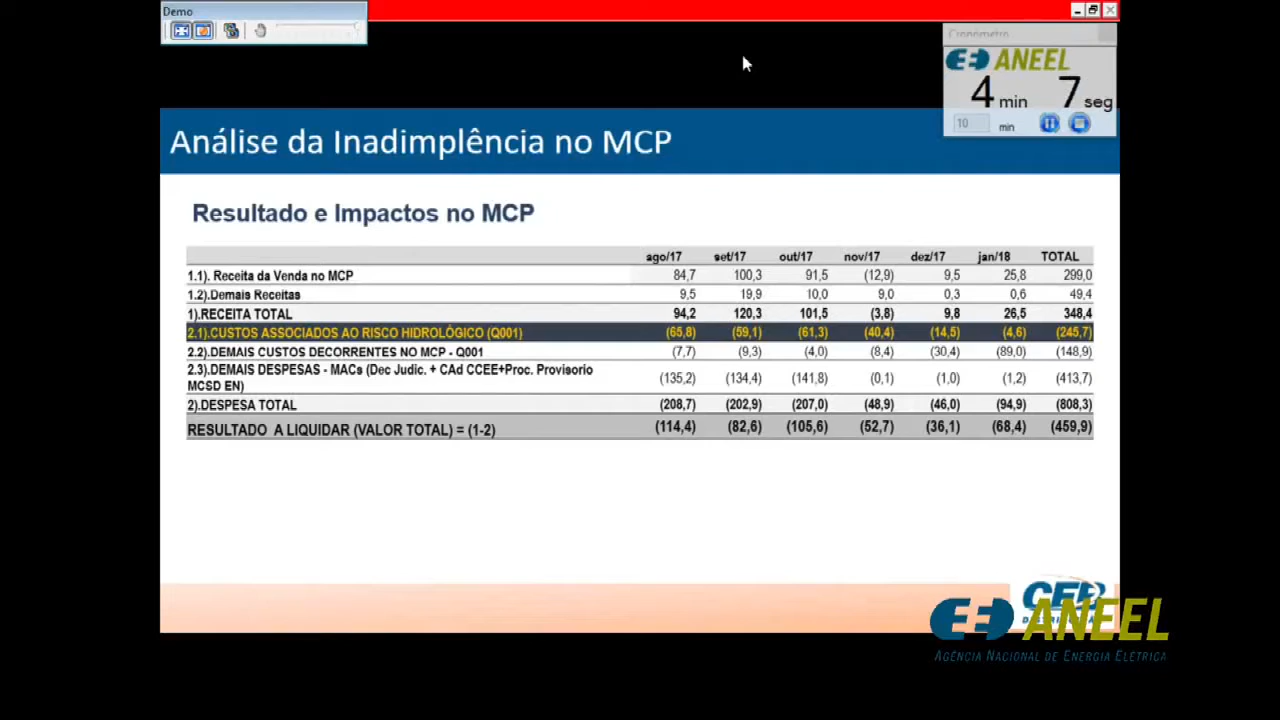 Demo
Cronômetro
ANEEL
4 min 7 seg
10 min
Análise da Inadimplência no MCP
Resultado e Impactos no MCP
ago/17 set/17 out/17 nov/17 dez/17 jan/18 TOTAL
1.1). Receita da Venda no MCP 84,7 100,3 91,5 (12,9) 9,5 25,8 299,0
1.2).Demais Receitas 9,5 19,9 10,0 9,0 0,3 0,6 49,4
1).RECEITA TOTAL 94,2 120,3 101,5 (3,8) 9,8 26,5 348,4
2.1).CUSTOS ASSOCIADOS AO RISCO HIDROLÓGICO (Q001) (65,8) (59,1) (61,3) (40,4) (14,5) (4,6) (245,7)
2.2).DEMAIS CUSTOS DECORRENTES NO MCP - Q001 (7,7) (9,3) (4,0) (8,4) (30,4) (89,0) (148,9)
2.3).DEMAIS DESPESAS - MACs (Dec Judic. + CAd CCEE+Proc. Provisorio
MCSD EN) (135,2) (134,4) (141,8) (0,1) (1,0) (1,2) (413,7)
2).DESPESA TOTAL (208,7) (202,9) (207,0) (48,9) (46,0) (94,9) (808,3)
RESULTADO A LIQUIDAR (VALOR TOTAL) = (1-2) (114,4) (82,6) (105,6) (52,7) (36,1) (68,4) (459,9)
CEB
ANEEL
AGÊNCIA NACIONAL DE ENERGIA ELÉTRICA